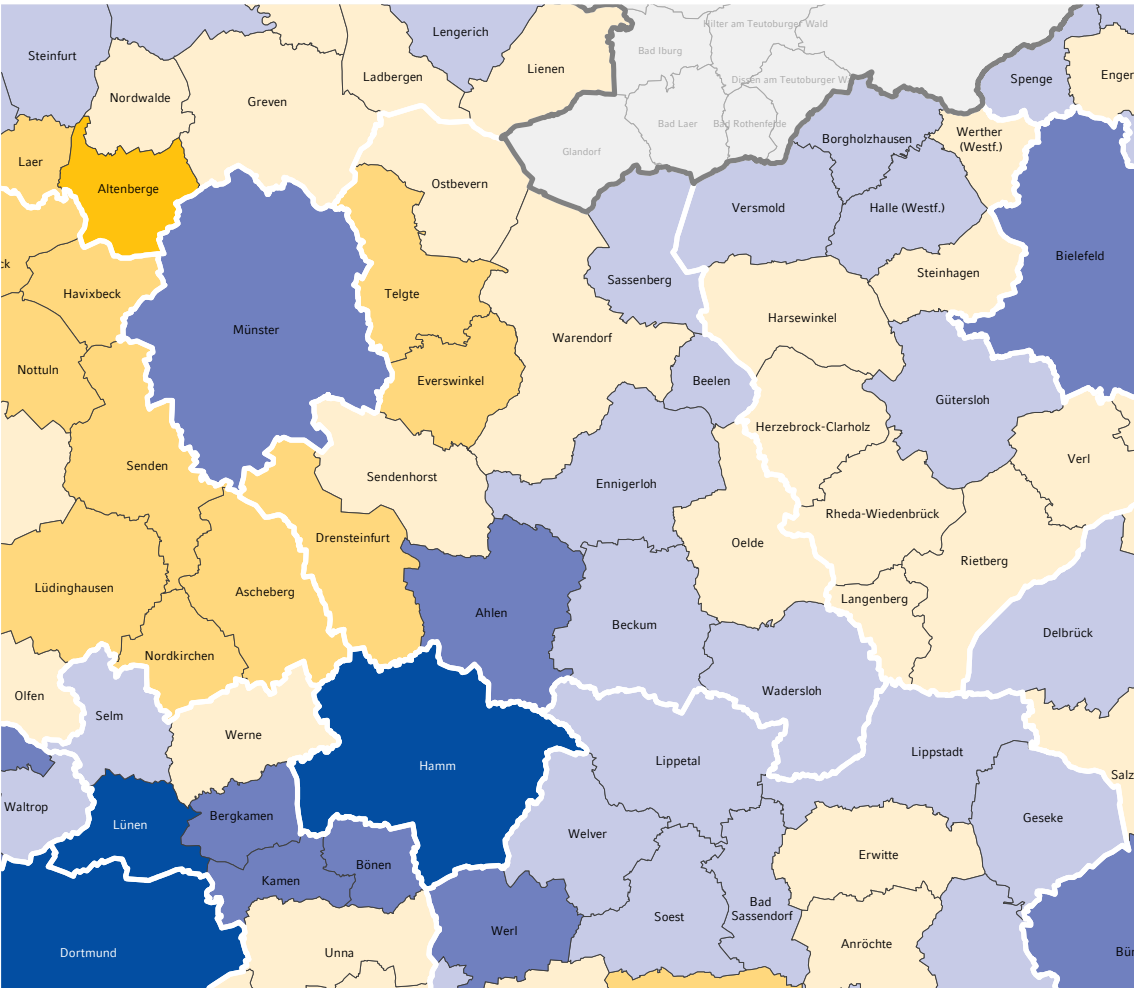 Hilter am Teutoburger Wald
Lengerich
Bad Iburg
Steinfurt
Lienen
Ladbergen
Dissen am Teutoburger W
Spenge
Enger
Nordwalde
Greven
Bad Laer
Bad Rothenfelde
Borgholzhausen
Werther
(Westf.)
Glandorf
Laer
Altenberge
Ostbevern
Versmold
Halle (Westf.)
Bielefeld
ck
Steinhagen
Sassenberg
Havixbeck
Telgte
Harsewinkel
Münster
Warendorf
Nottuln
Everswinkel
Beelen
Gütersloh
Herzebrock-Clarholz
Verl
Senden
Sendenhorst
Ennigerloh
Rheda-Wiedenbrück
Drensteinfurt
Oelde
Rietberg
Lüdinghausen
Ascheberg
Langenberg
Ahlen
Beckum
Delbrück
Nordkirchen
Wadersloh
Olfen
Selm
Werne
Lippstadt
Lippetal
Hamm
Salz
Waltrop
Bergkamen
Geseke
Lünen
Welver
Erwitte
Bönen
Kamen
Bad
Sassendorf
Soest
Werl
Anröchte
Dortmund
Unna
Bür